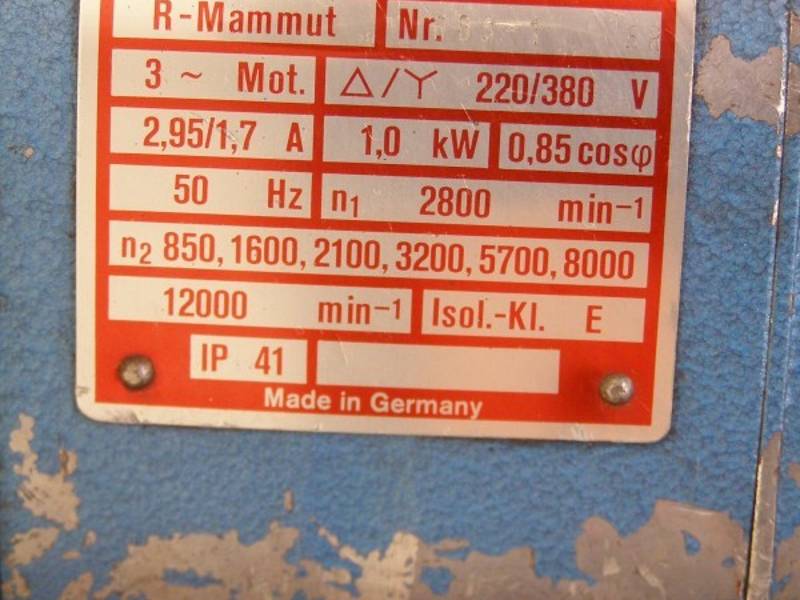 R-Mammut Nr.
3 ~ Mot. △/Y 220/380 V
2,95/1,7 A 1,0 kW 0,85 cosφ
50 Hz n₁ 2800 min−1
n₂ 850, 1600, 2100, 3200, 5700, 8000
12000 min−1 Isol.-Kl. E
IP 41
Made in Germany